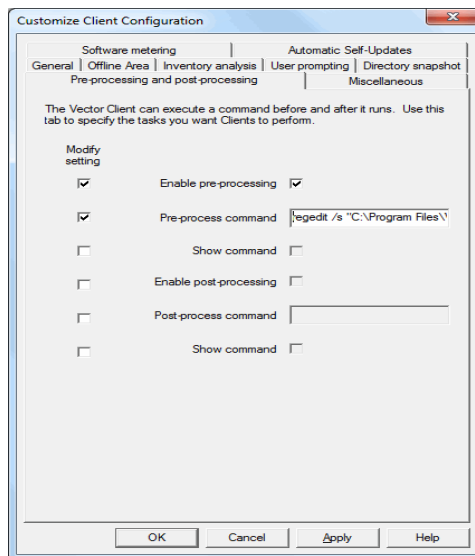 Customize Client Configuration
Software metering
Automatic Self-Updates
General
Offline Area
Inventory analysis
User prompting
Directory snapshot
Pre-processing and post-processing
Miscellaneous
The Vector Client can execute a command before and after it runs. Use this
tab to specify the tasks you want Clients to perform.
Modify
setting
Enable pre-processing
Pre-process command
regedit /s "C:\Program Files\
Show command
Enable post-processing
Post-process command
Show command
OK
Cancel
Apply
Help